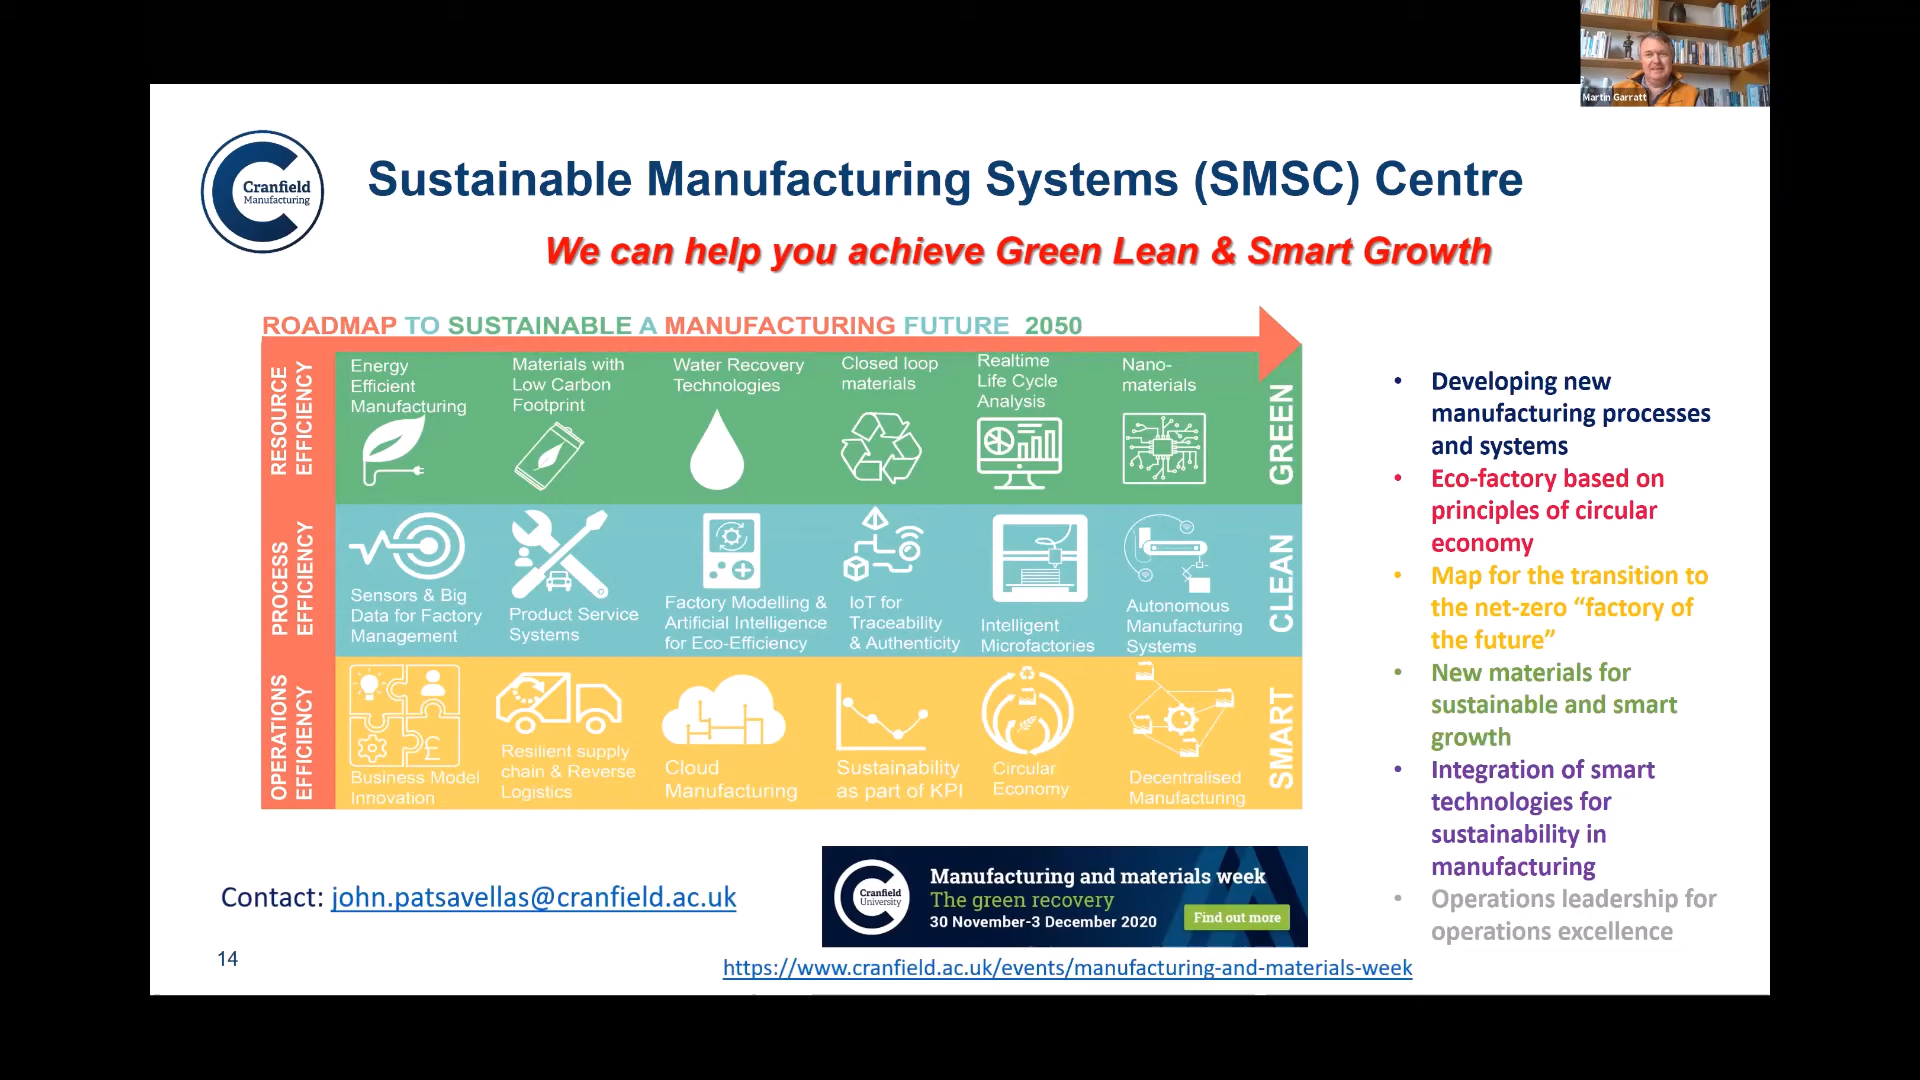 Martin Garratt
Cranfield
Manufacturing
Sustainable Manufacturing Systems (SMSC) Centre
We can help you achieve Green Lean & Smart Growth
ROADMAP TO SUSTAINABLE A MANUFACTURING FUTURE 2050
RESOURCE
EFFICIENCY
Energy
Efficient
Manufacturing
Materials with
Low Carbon
Footprint
Water Recovery
Technologies
Closed loop
materials
Realtime
Life Cycle
Analysis
Nano-
materials
GREEN
PROCESS
EFFICIENCY
Sensors & Big
Data for Factory
Management
Product Service
Systems
Factory Modelling &
Artificial Intelligence
for Eco-Efficiency
IoT for
Traceability
& Authenticity
Intelligent
Microfactories
Autonomous
Manufacturing
Systems
CLEAN
OPERATIONS
EFFICIENCY
£
Business Model
Innovation
Resilient supply
chain & Reverse
Logistics
Cloud
Manufacturing
Sustainability
as part of KPI
Circular
Economy
Decentralised
Manufacturing
SMART
• Developing new
manufacturing processes
and systems
• Eco-factory based on
principles of circular
economy
• Map for the transition to
the net-zero “factory of
the future”
• New materials for
sustainable and smart
growth
• Integration of smart
technologies for
sustainability in
manufacturing
• Operations leadership for
operations excellence
Contact: john.patsavellas@cranfield.ac.uk
Cranfield
University
Manufacturing and materials week
The green recovery
30 November-3 December 2020
Find out more
14
https://www.cranfield.ac.uk/events/manufacturing-and-materials-week